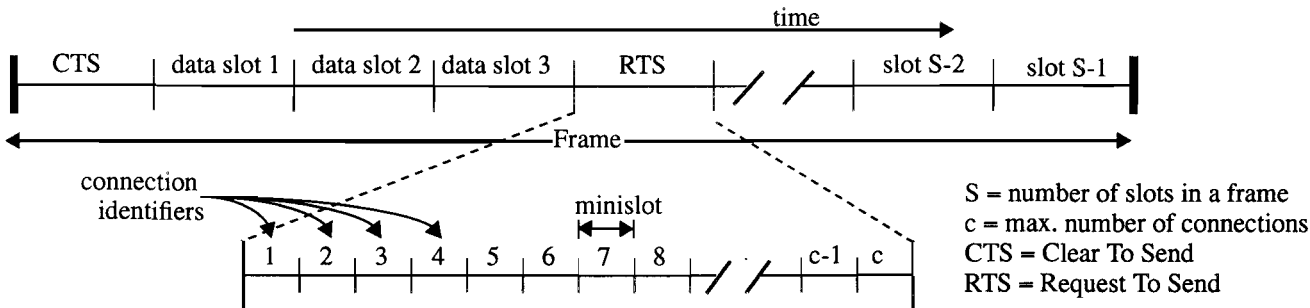 time
CTS data slot 1 data slot 2 data slot 3 RTS slot S-2 slot S-1
Frame
connection
identifiers
minislot
1 2 3 4 5 6 7 8 c-1 c
S = number of slots in a frame
c = max. number of connections
CTS = Clear To Send
RTS = Request To Send